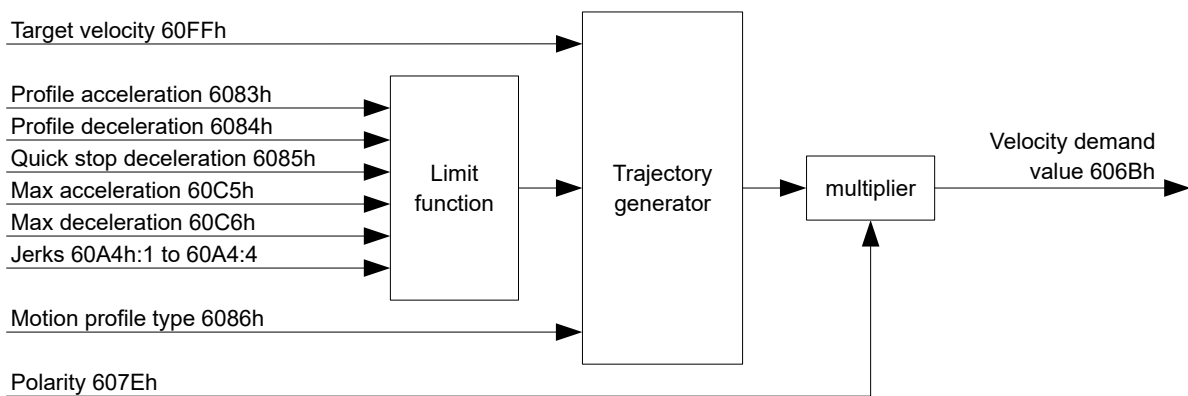 Target velocity 60FFh
Profile acceleration 6083h
Profile deceleration 6084h
Quick stop deceleration 6085h
Max acceleration 60C5h
Max deceleration 60C6h
Jerks 60A4h:1 to 60A4:4
Motion profile type 6086h
Polarity 607Eh
Limit
function
Trajectory
generator
multiplier
Velocity demand
value 606Bh